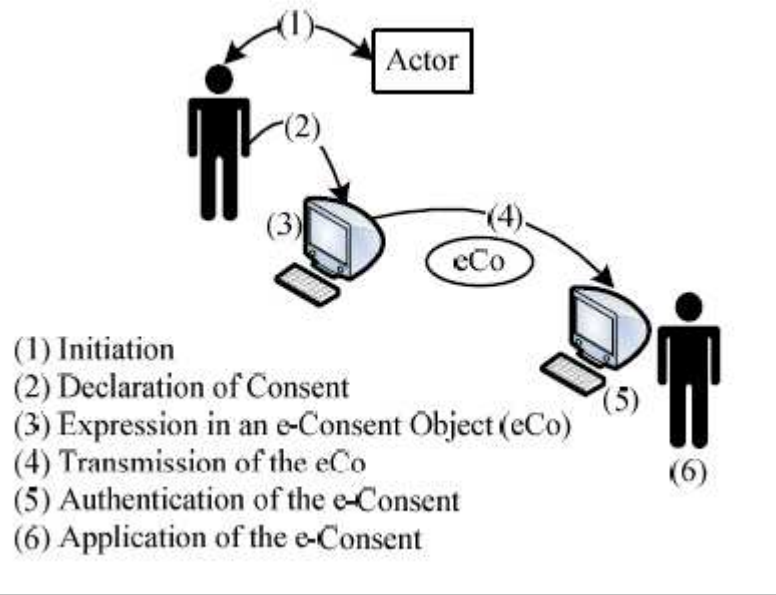 (1)
Actor
(2)
(3)
(4)
eCo
(5)
(6)
(1) Initiation
(2) Declaration of Consent
(3) Expression in an e-Consent Object (eCo)
(4) Transmission of the eCo
(5) Authentication of the e-Consent
(6) Application of the e-Consent